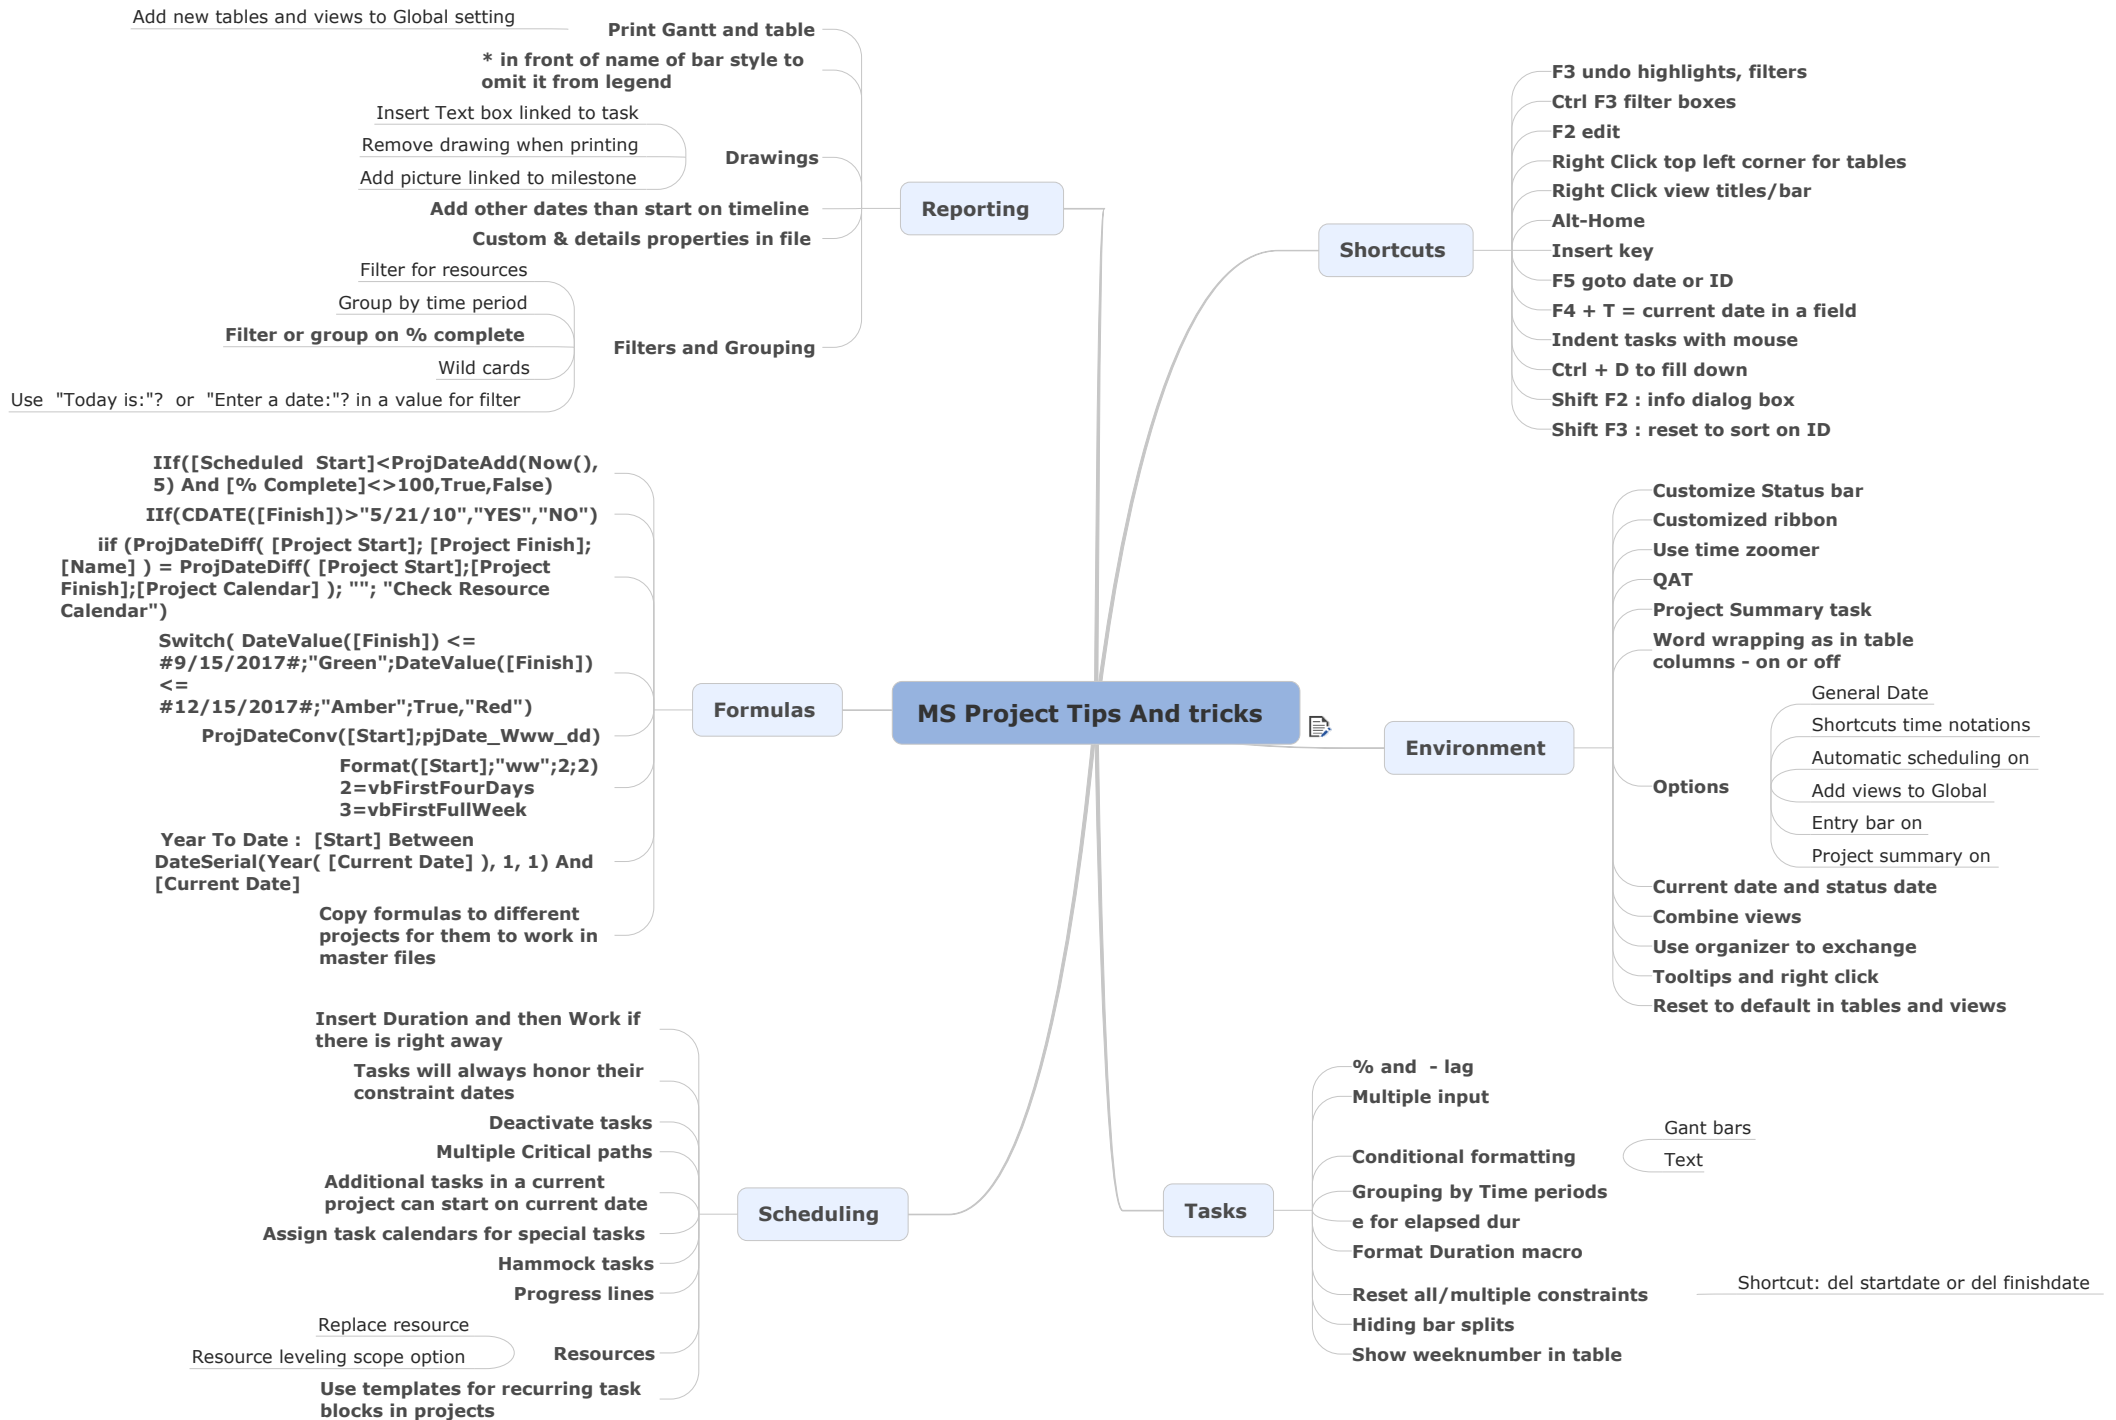 MS Project Tips And tricks
Reporting
Print Gantt and table
Add new tables and views to Global setting
* in front of name of bar style to
omit it from legend
Drawings
Insert Text box linked to task
Remove drawing when printing
Add picture linked to milestone
Add other dates than start on timeline
Custom & details properties in file
Filters and Grouping
Filter for resources
Group by time period
Filter or group on % complete
Wild cards
Use  "Today is:"?  or  "Enter a date:"? in a value for filter
Formulas
IIf([Scheduled  Start]<ProjDateAdd(Now(),
5) And [% Complete]<>100,True,False)
IIf(CDATE([Finish])>"5/21/10","YES","NO")
iif (ProjDateDiff( [Project Start]; [Project Finish];
[Name] ) = ProjDateDiff( [Project Start];[Project
Finish];[Project Calendar] ); ""; "Check Resource
Calendar")
Switch( DateValue([Finish]) <=
#9/15/2017#;"Green";DateValue([Finish])
<=
#12/15/2017#;"Amber";True,"Red")
ProjDateConv([Start];pjDate_Www_dd)
Format([Start];"ww";2;2)
2=vbFirstFourDays
3=vbFirstFullWeek
Year To Date :  [Start] Between
DateSerial(Year( [Current Date] ), 1, 1) And
[Current Date]
Copy formulas to different
projects for them to work in
master files
Scheduling
Insert Duration and then Work if
there is right away
Tasks will always honor their
constraint dates
Deactivate tasks
Multiple Critical paths
Additional tasks in a current
project can start on current date
Assign task calendars for special tasks
Hammock tasks
Progress lines
Resources
Replace resource
Resource leveling scope option
Use templates for recurring task
blocks in projects
Shortcuts
F3 undo highlights, filters
Ctrl F3 filter boxes
F2 edit
Right Click top left corner for tables
Right Click view titles/bar
Alt-Home
Insert key
F5 goto date or ID
F4 + T = current date in a field
Indent tasks with mouse
Ctrl + D to fill down
Shift F2 : info dialog box
Shift F3 : reset to sort on ID
Environment
Customize Status bar
Customized ribbon
Use time zoomer
QAT
Project Summary task
Word wrapping as in table
columns - on or off
Options
General Date
Shortcuts time notations
Automatic scheduling on
Add views to Global
Entry bar on
Project summary on
Current date and status date
Combine views
Use organizer to exchange
Tooltips and right click
Reset to default in tables and views
Tasks
% and  - lag
Multiple input
Conditional formatting
Gant bars
Text
Grouping by Time periods
e for elapsed dur
Format Duration macro
Reset all/multiple constraints
Shortcut: del startdate or del finishdate
Hiding bar splits
Show weeknumber in table